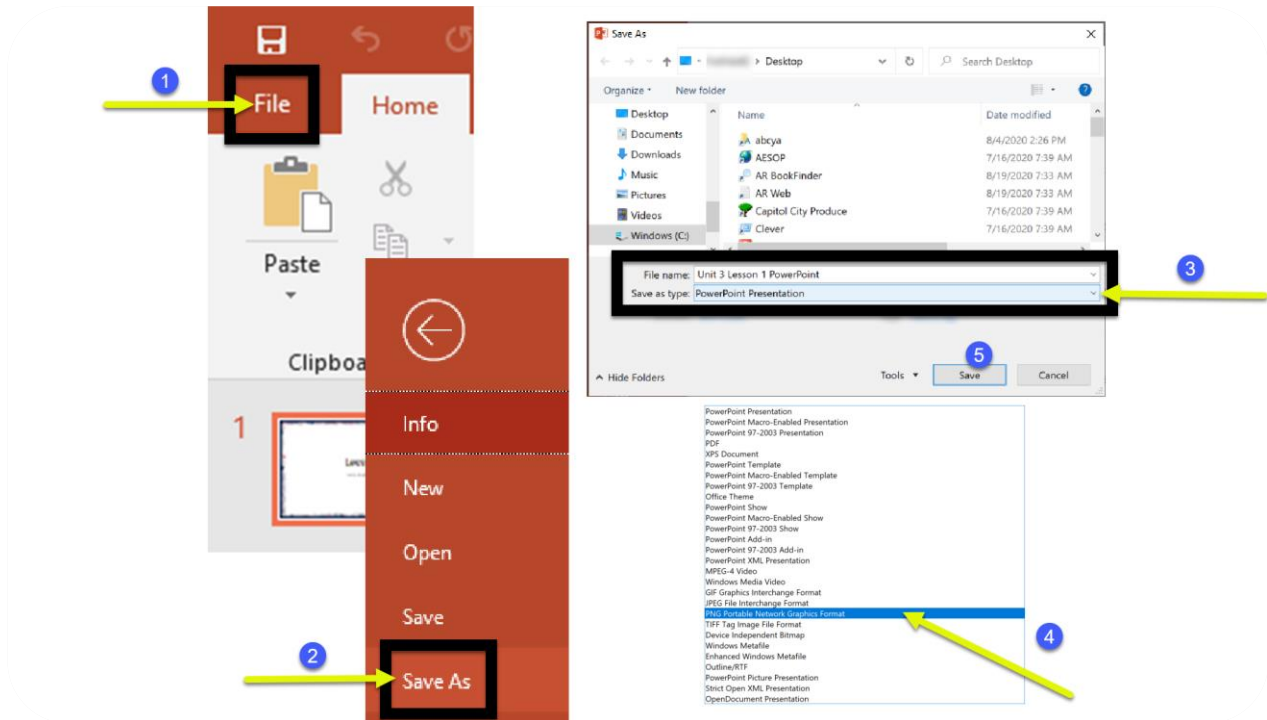 1
File
Home
Paste
Clipboa
1
Info
New
Open
Save
2
Save As
Save As
Desktop
Search Desktop
Organize
New folder
Desktop
Documents
Downloads
Music
Pictures
Videos
Windows (C:)
Name
Date modified
abcya
8/4/2020 2:26 PM
AESOP
7/16/2020 7:39 AM
AR BookFinder
8/19/2020 7:33 AM
AR Web
8/19/2020 7:33 AM
Capitol City Produce
7/16/2020 7:39 AM
Clever
7/16/2020 7:39 AM
File name: Unit 3 Lesson 1 PowerPoint
Save as type: PowerPoint Presentation
3
Hide Folders
Tools
5
Save
Cancel
PowerPoint Presentation
PowerPoint Macro-Enabled Presentation
PowerPoint 97-2003 Presentation
PDF
XPS Document
PowerPoint Template
PowerPoint Macro-Enabled Template
PowerPoint 97-2003 Template
Office Theme
PowerPoint Show
PowerPoint Macro-Enabled Show
PowerPoint 97-2003 Show
PowerPoint Add-in
PowerPoint 97-2003 Add-in
PowerPoint XML Presentation
MPEG-4 Video
Windows Media Video
GIF Graphics Interchange Format
JPEG File Interchange Format
PNG Portable Network Graphics Format
TIFF Tag Image File Format
Device Independent Bitmap
Windows Metafile
Enhanced Windows Metafile
Outline/RTF
PowerPoint Picture Presentation
Strict Open XML Presentation
OpenDocument Presentation
4